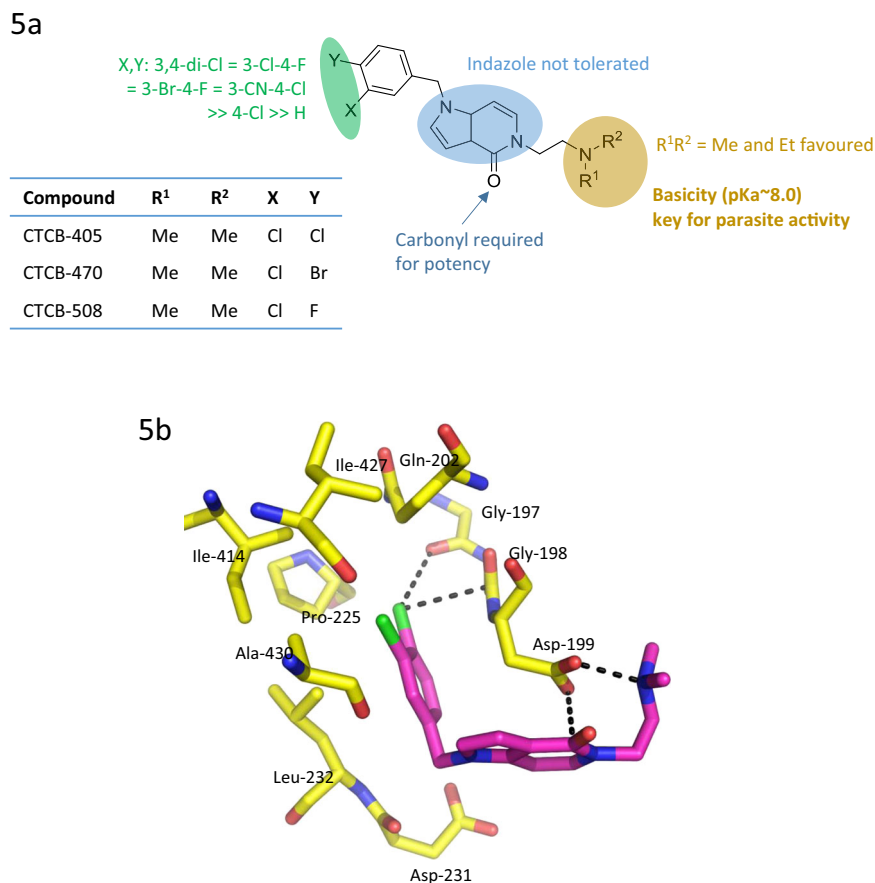 5a
X,Y: 3,4-di-Cl = 3-Cl-4-F
= 3-Br-4-F = 3-CN-4-Cl
>> 4-Cl >> H
Y
X
N
N
O
N
R²
R¹
Indazole not tolerated
R¹R² = Me and Et favoured
Basicity (pKa~8.0)
key for parasite activity
Carbonyl required
for potency
Compound R¹ R² X Y
CTCB-405 Me Me Cl Cl
CTCB-470 Me Me Cl Br
CTCB-508 Me Me Cl F
5b
Ile-427
Gln-202
Gly-197
Ile-414
Gly-198
Pro-225
Asp-199
Ala-430
Leu-232
Asp-231